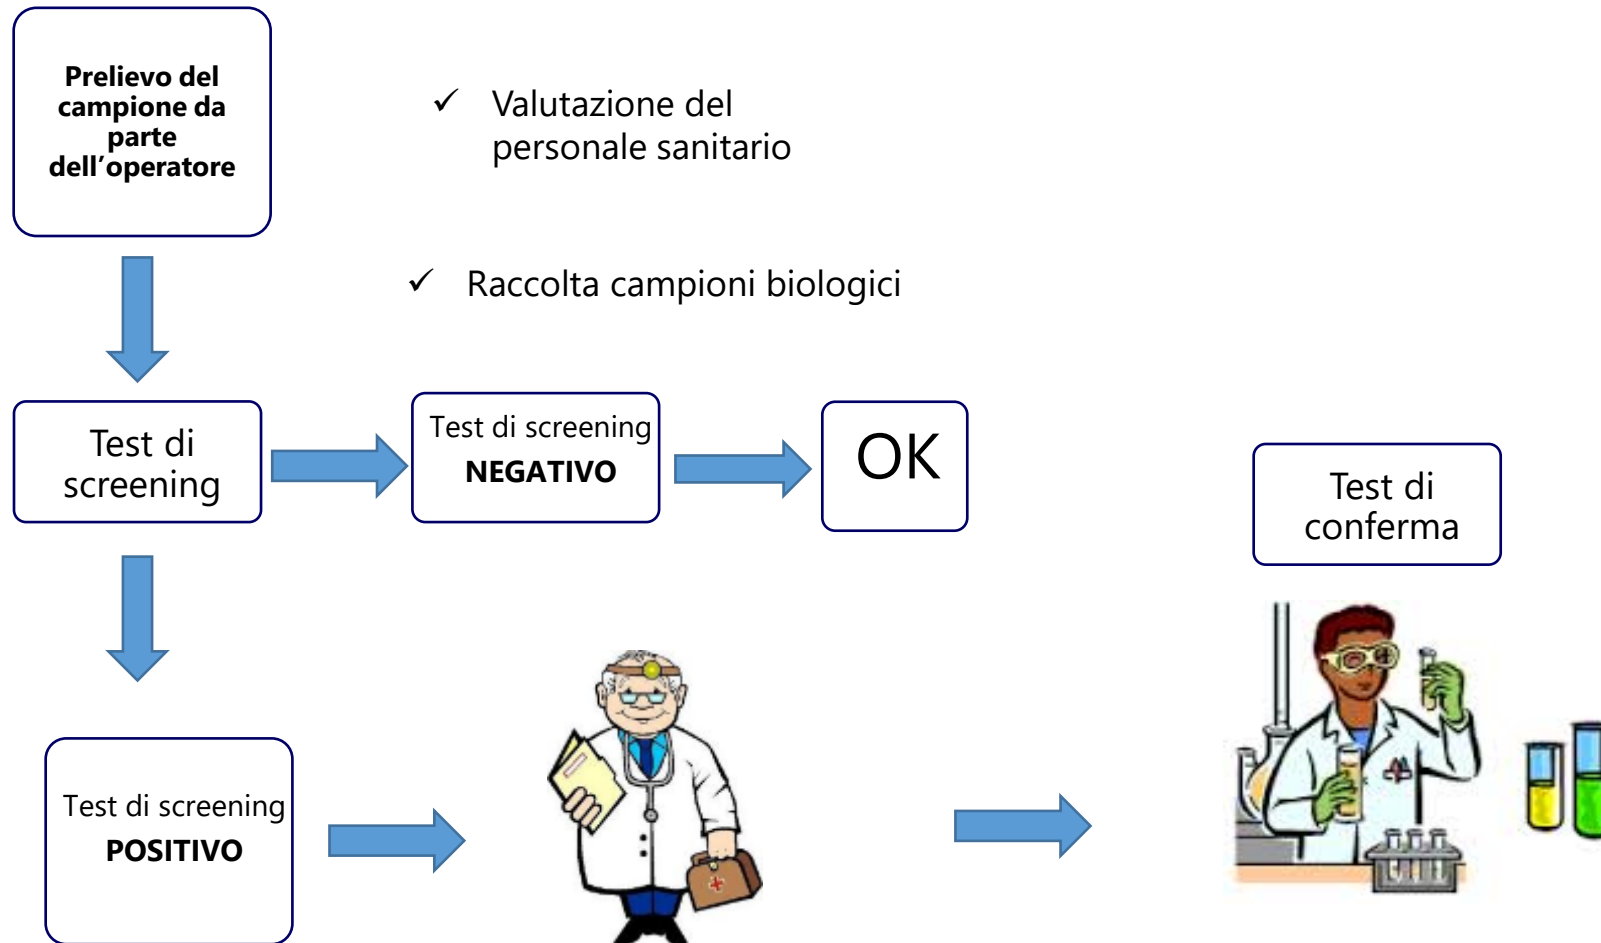 Prelievo del
campione da
parte
dell’operatore
✓ Valutazione del
personale sanitario
✓ Raccolta campioni biologici
Test di
screening
Test di screening
NEGATIVO
OK
Test di
conferma
Test di screening
POSITIVO